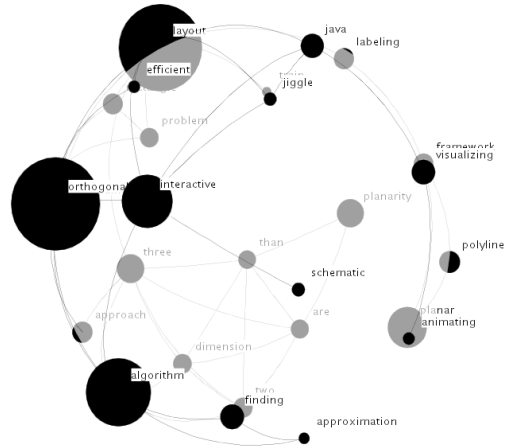 layout
java
labeling
efficient
jiggle
problem
framework
visualizing
orthogonal
interactive
planarity
three
than
polyline
schematic
approach
are
planar
animating
dimension
algorithm
two
finding
approximation